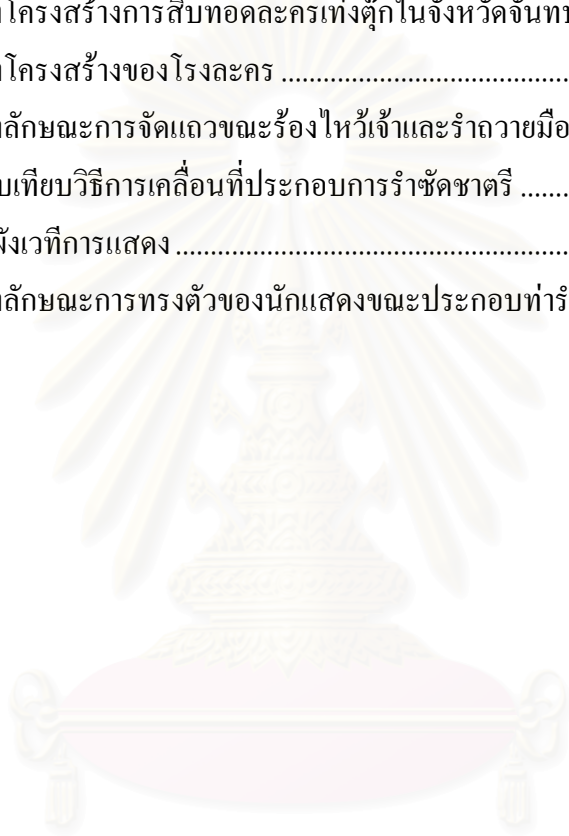 โครงสร้างการสืบทอดละครเท่งตุ๊กในจังหวัดจันท
โครงสร้างของโรงละคร ........................................
ลักษณะการจัดแถวขณะร้องไหว้เจ้าและรำถวายมือ
บเทียบวิธีการเคลื่อนที่ประกอบการรำซัดชาตรี .......
ผังเวทีการแสดง .......................................................
ลักษณะการทรงตัวของนักแสดงขณะประกอบท่ารำ